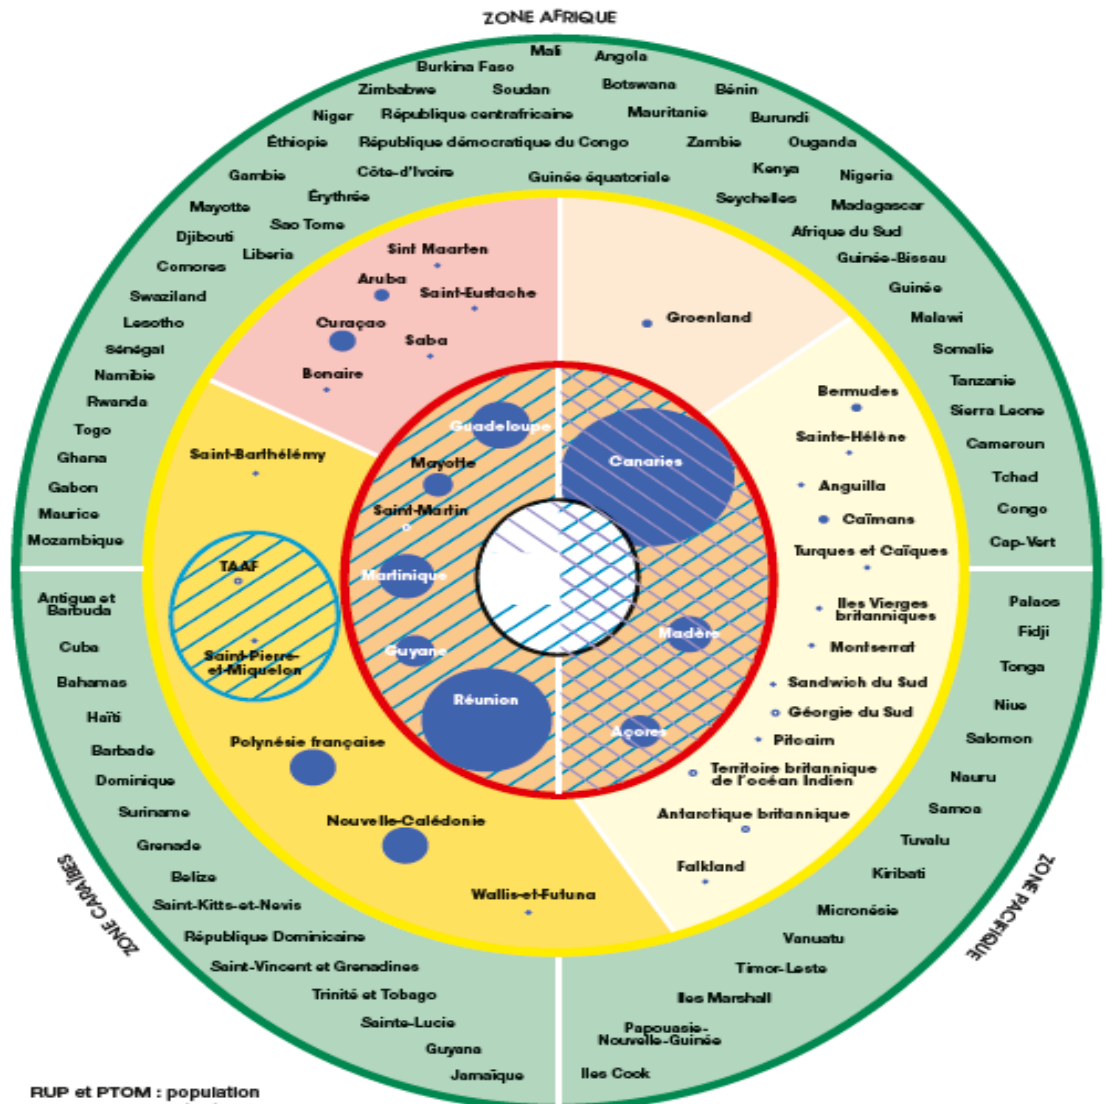 ZONE AFRIQUE
Mali
Angola
Burkina Faso
Zimbabwe
Soudan
Botswana
Bénin
Niger
République centrafricaine
Mauritanie
Burundi
Éthiopie
République démocratique du Congo
Zambie
Ouganda
Gambie
Côte-d'Ivoire
Guinée équatoriale
Kenya
Nigeria
Érythrée
Seychelles
Mayotte
Madagascar
Sao Tome
Djibouti
Afrique du Sud
Liberia
Comores
Guinée-Bissau
Swaziland
Guinée
Lesotho
Malawi
Sénégal
Somalie
Namibie
Tanzanie
Rwanda
Sierra Leone
Togo
Cameroun
Ghana
Tchad
Gabon
Congo
Maurice
Mozambique
Cap-Vert
Sint Maarten
Aruba
Saint-Eustache
Curaçao
Saba
Bonaire
Groenland
Bermudes
Sainte-Hélène
Anguilla
Caïmans
Turques et Caïques
Iles Vierges
britanniques
Montserrat
Sandwich du Sud
Géorgie du Sud
Pitcairn
Territoire britannique
de l'océan Indien
Antarctique britannique
Falkland
Guadeloupe
Mayotte
Saint-Martin
Martinique
Guyane
Réunion
Canaries
Madère
Açores
Saint-Barthélémy
TAAF
Saint-Pierre-
et-Miquelon
Polynésie française
Nouvelle-Calédonie
Wallis-et-Futuna
Antigua et
Barbuda
Cuba
Bahamas
Haïti
Barbade
Dominique
Suriname
Grenade
Belize
Saint-Kitts-et-Nevis
République Dominicaine
Saint-Vincent et Grenadines
Trinité et Tobago
Sainte-Lucie
Guyana
Jamaïque
ZONE CARAÏBES
Palaos
Fidji
Tonga
Niue
Salomon
Nauru
Samoa
Tuvalu
Kiribati
Micronésie
Vanuatu
Timor-Leste
Iles Marshall
Papouasie-
Nouvelle-Guinée
Iles Cook
ZONE PACIFIQUE
RUP et PTOM : population